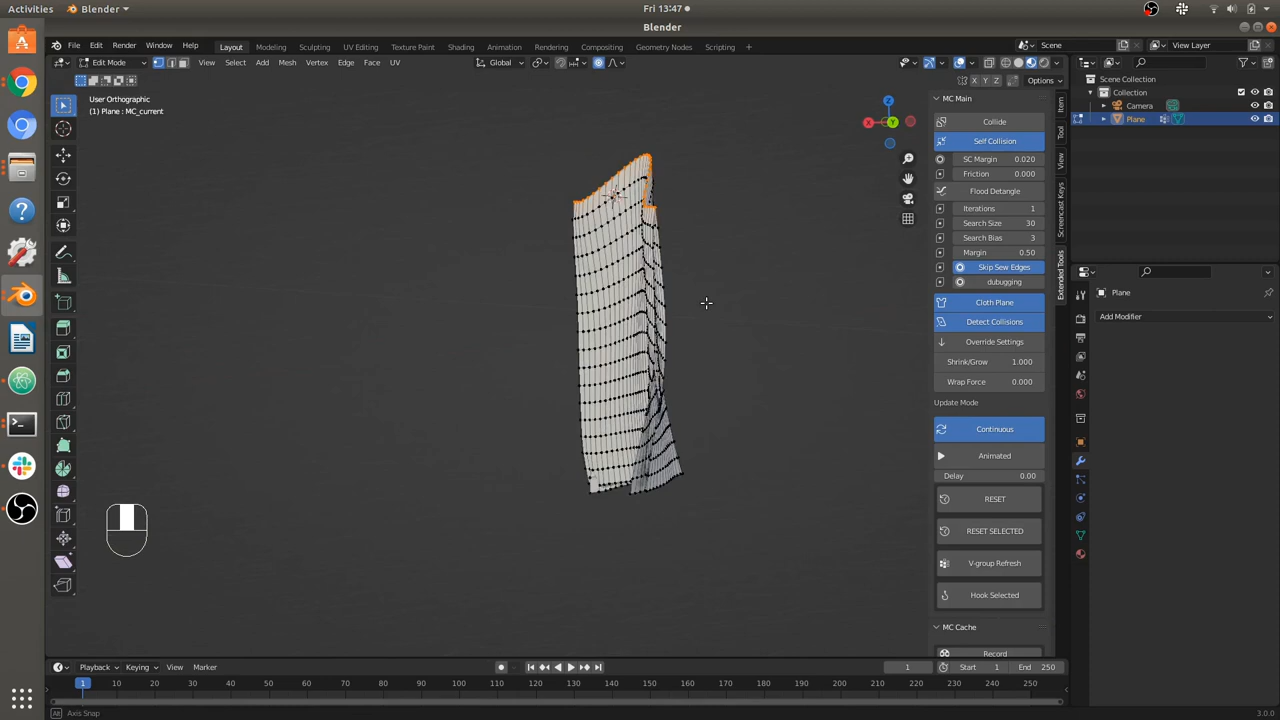 Activities
Blender
Fri 13:47
Blender
File
Edit
Render
Window
Help
Layout
Modeling
Sculpting
UV Editing
Texture Paint
Shading
Animation
Rendering
Compositing
Geometry Nodes
Scripting
+
Scene
View Layer
Edit Mode
View
Select
Add
Mesh
Vertex
Edge
Face
UV
Global
X
Y
Z
Options
User Orthographic
(1) Plane : MC_current
Z
X
Y
MC Main
Collide
Self Collision
SC Margin 0.020
Friction 0.000
Flood Detangle
Iterations 1
Search Size 30
Search Bias 3
Margin 0.50
Skip Sew Edges
dubugging
Cloth Plane
Detect Collisions
Override Settings
Shrink/Grow 1.000
Wrap Force 0.000
Update Mode
Continuous
Animated
Delay 0.00
RESET
RESET SELECTED
V-group Refresh
Hook Selected
MC Cache
Record
Item
Tool
View
Screencast Keys
Extended Tools
Scene Collection
Collection
Camera
Plane
Plane
Add Modifier
Playback
Keying
View
Marker
1
Start 1
End 250
1 10 20 30 40 50 60 70 80 90 100 110 120 130 140 150 160 170 180 190 200 210 220 230 240 250
Alt Axis Snap
3.0.0